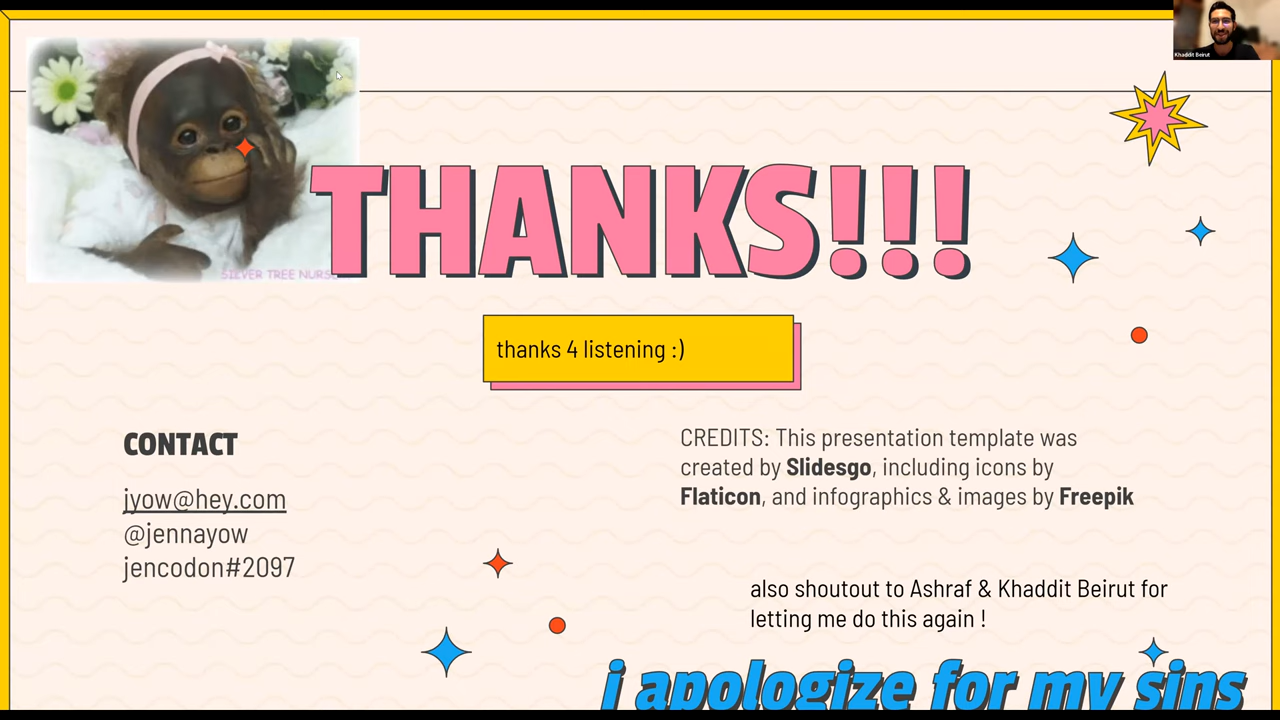 Khaddit Beirut
SILVER TREE NURS
THANKS!!!
thanks 4 listening :)
CONTACT
jyow@hey.com
@jennayow
jencodon#2097
CREDITS: This presentation template was
created by Slidesgo, including icons by
Flaticon, and infographics & images by Freepik
also shoutout to Ashraf & Khaddit Beirut for
letting me do this again !
i apologize for my sins